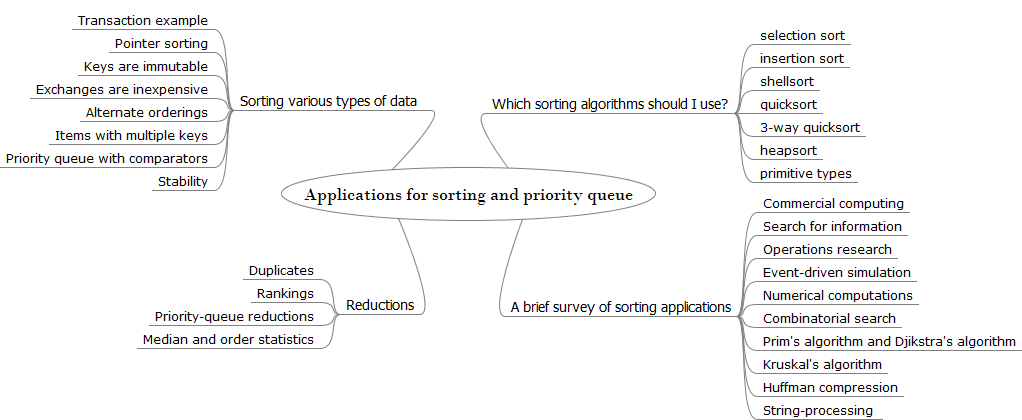 Transaction example
Pointer sorting
Keys are immutable
Exchanges are inexpensive
Alternate orderings
Items with multiple keys
Priority queue with comparators
Stability
Sorting various types of data
Which sorting algorithms should I use?
selection sort
insertion sort
shellsort
quicksort
3-way quicksort
heapsort
primitive types
Applications for sorting and priority queue
Duplicates
Rankings
Priority-queue reductions
Median and order statistics
Reductions
A brief survey of sorting applications
Commercial computing
Search for information
Operations research
Event-driven simulation
Numerical computations
Combinatorial search
Prim's algorithm and Djikstra's algorithm
Kruskal's algorithm
Huffman compression
String-processing